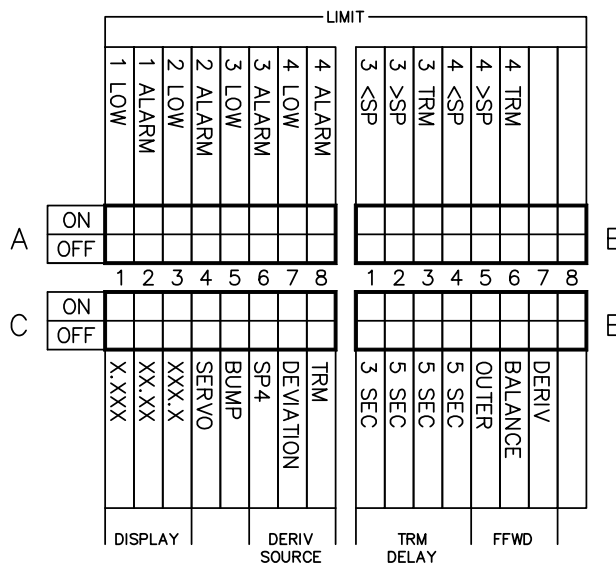 LIMIT
1 LOW
1 ALARM
2 LOW
2 ALARM
3 LOW
3 ALARM
4 LOW
4 ALARM
3 <SP
3 >SP
3 TRM
4 <SP
4 >SP
4 TRM
A
ON
OFF
1 2 3 4 5 6 7 8 1 2 3 4 5 6 7 8
C
ON
OFF
X.XXX
XX.XX
XXX.X
SERVO
BUMP
SP4
DEVIATION
TRM
3 SEC
5 SEC
5 SEC
5 SEC
OUTER
BALANCE
DERIV
DISPLAY
DERIV
SOURCE
TRM
DELAY
FFWD